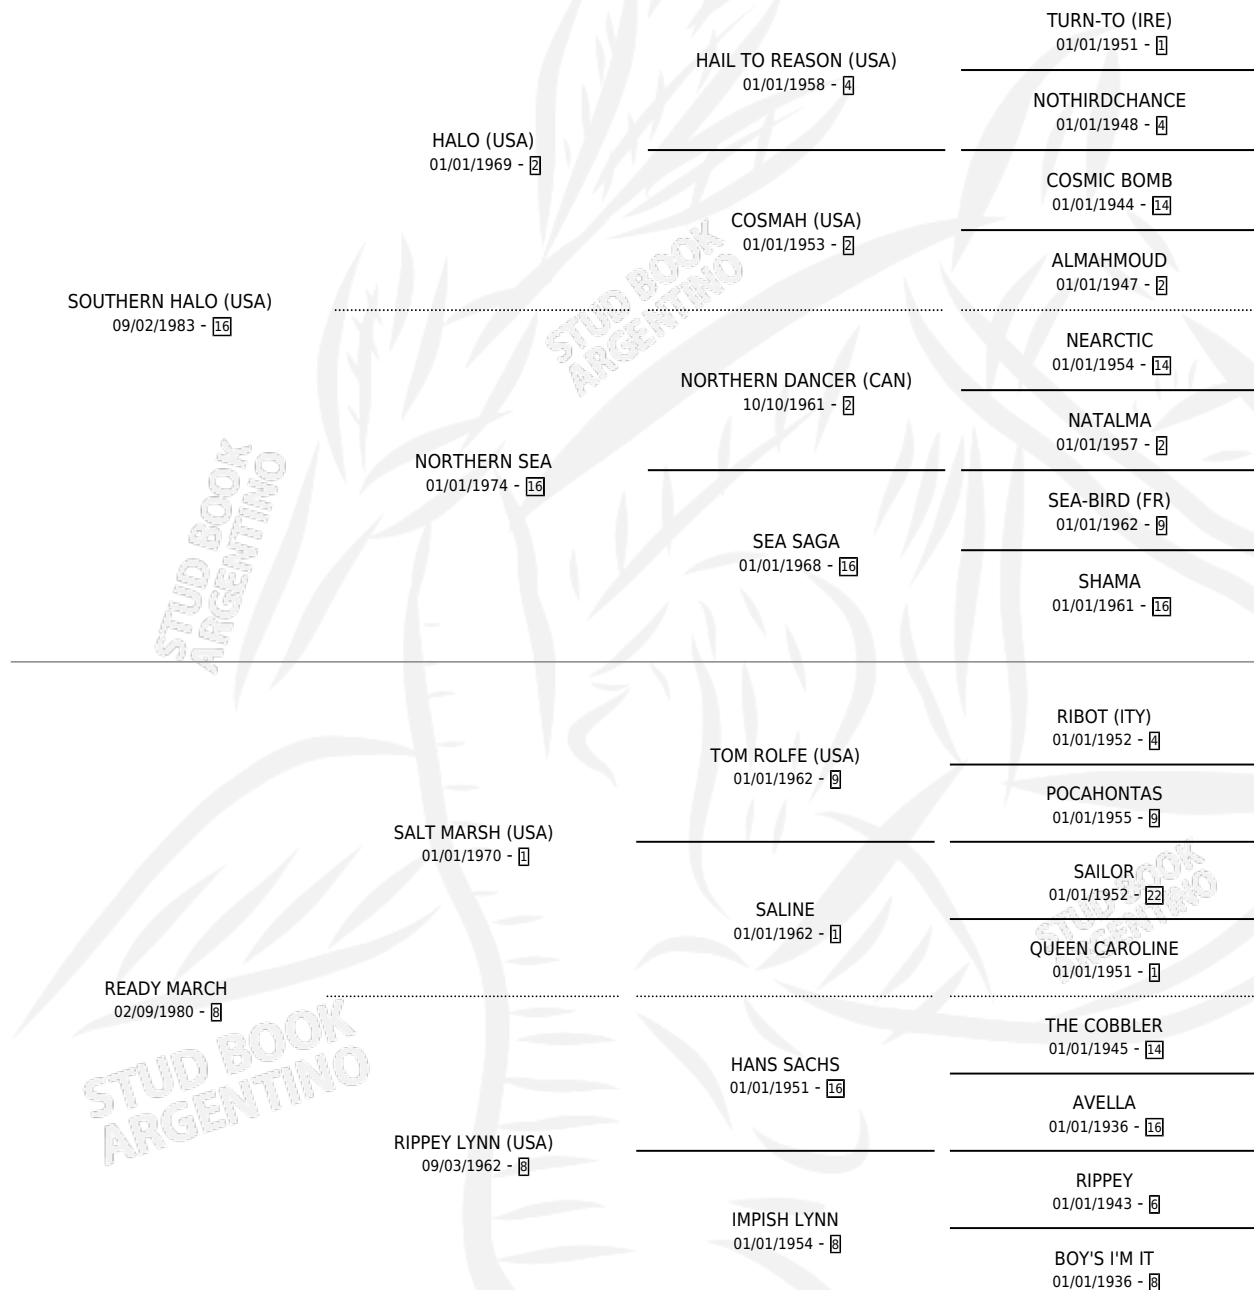 TURN-TO (IRE)
01/01/1951 - 1
HAIL TO REASON (USA)
01/01/1958 - 4
NOTHIRDCHANCE
01/01/1948 - 4
HALO (USA)
01/01/1969 - 2
COSMIC BOMB
01/01/1944 - 14
COSMAH (USA)
01/01/1953 - 2
ALMAHMOUD
01/01/1947 - 2
SOUTHERN HALO (USA)
09/02/1983 - 16
STUD BOOK
ARGENTINO
NEARCTIC
01/01/1954 - 14
NORTHERN DANCER (CAN)
10/10/1961 - 2
NATALMA
01/01/1957 - 2
NORTHERN SEA
01/01/1974 - 16
SEA-BIRD (FR)
01/01/1962 - 9
SEA SAGA
01/01/1968 - 16
SHAMA
01/01/1961 - 16
STUD BOOK
ARGENTINO
RIBOT (ITY)
01/01/1952 - 4
TOM ROLFE (USA)
01/01/1962 - 9
POCAHONTAS
01/01/1955 - 9
SALT MARSH (USA)
01/01/1970 - 1
SAILOR
01/01/1952 - 22
SALINE
01/01/1962 - 1
STUD BOOK
ARGENTINO
QUEEN CAROLINE
01/01/1951 - 1
READY MARCH
02/09/1980 - 8
THE COBBLER
01/01/1945 - 14
HANS SACHS
01/01/1951 - 16
STUD BOOK
ARGENTINO
AVELLA
01/01/1936 - 16
RIPPEY LYNN (USA)
09/03/1962 - 8
RIPPEY
01/01/1943 - 6
IMPISH LYNN
01/01/1954 - 8
BOY'S I'M IT
01/01/1936 - 8